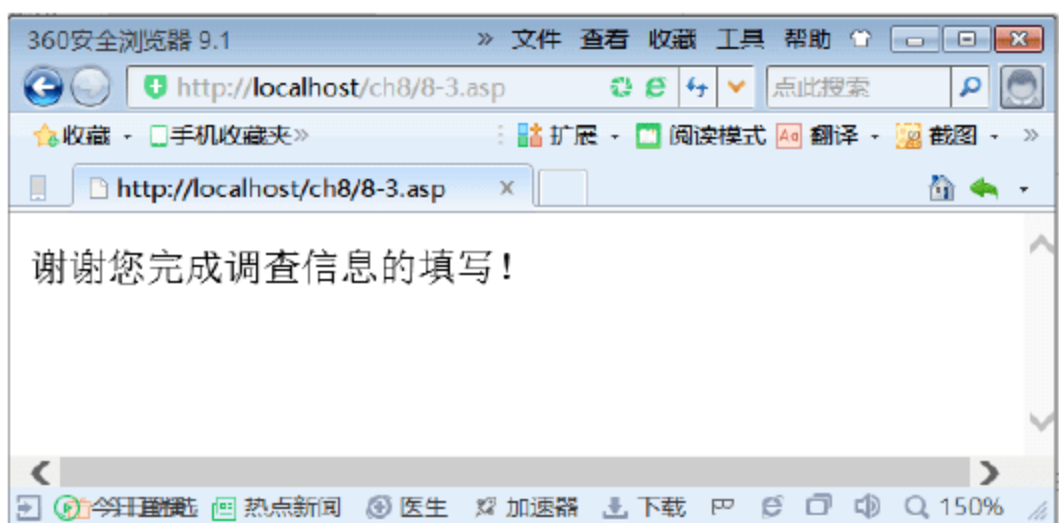 360安全浏览器 9.1 » 文件 查看 收藏 工具 帮助
http://localhost/ch8/8-3.asp 点此搜索
收藏 手机收藏夹» 扩展 阅读模式 翻译 截图 »
http://localhost/ch8/8-3.asp
谢谢您完成调查信息的填写!
热点新闻 医生 加速器 下载 150%